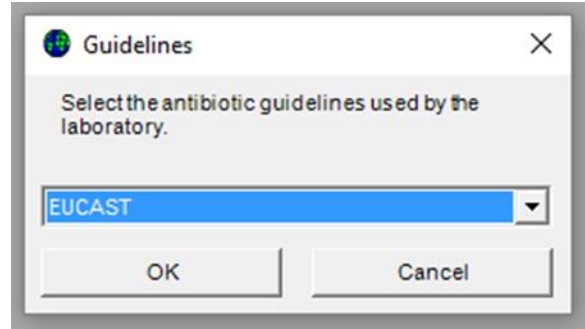 Guidelines
Select the antibiotic guidelines used by the
laboratory.
EUCAST
OK
Cancel